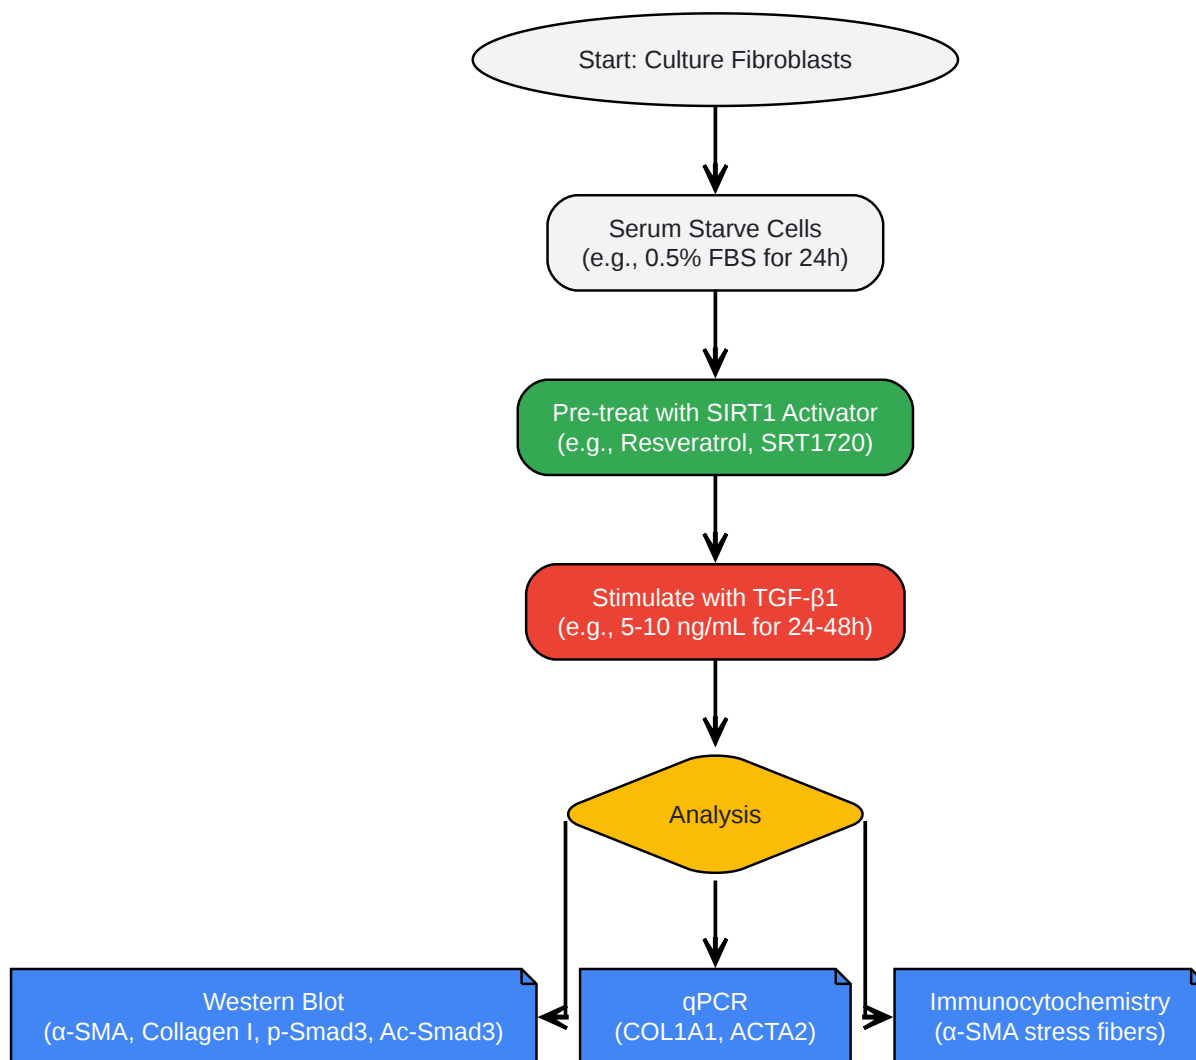 Start: Culture Fibroblasts
Serum Starve Cells
(e.g., 0.5% FBS for 24h)
Pre-treat with SIRT1 Activator
(e.g., Resveratrol, SRT1720)
Stimulate with TGF-β1
(e.g., 5-10 ng/mL for 24-48h)
Analysis
Western Blot
(α-SMA, Collagen I, p-Smad3, Ac-Smad3)
qPCR
(COL1A1, ACTA2)
Immunocytochemistry
(α-SMA stress fibers)